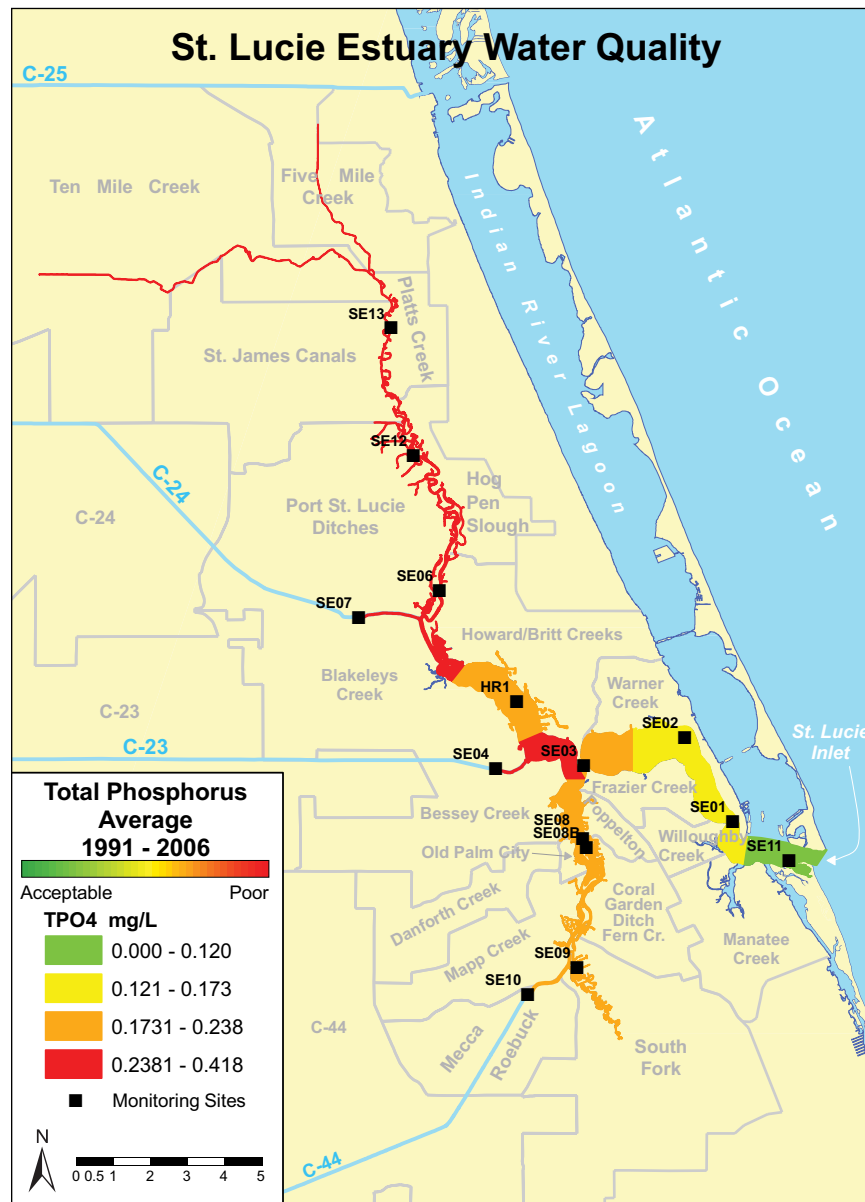 St. Lucie Estuary Water Quality
C-25
Ten Mile Creek
Five Mile
Creek
Indian River Lagoon
Atlantic Ocean
Platts Creek
SE13
St. James Canals
SE12
C-24
C-24
Port St. Lucie
Ditches
Hog
Pen
Slough
SE06
SE07
Howard/Britt Creeks
Blakeleys
Creek
HR1
Warner
Creek
C-23
C-23
SE02
St. Lucie
Inlet
SE04
SE03
Frazier Creek
Bessey Creek
Poppelton
SE08
SE08B
SE01
Willoughby
Creek
SE11
Old Palm City
Danforth Creek
Coral
Garden
Ditch
Fern Cr.
Manatee
Creek
Mapp Creek
SE09
SE10
C-44
Mecca
Roebuck
South
Fork
C-44
Total Phosphorus
Average
1991 - 2006
Acceptable
Poor
TPO4 mg/L
0.000 - 0.120
0.121 - 0.173
0.1731 - 0.238
0.2381 - 0.418
Monitoring Sites
N
0 0.5 1 2 3 4 5